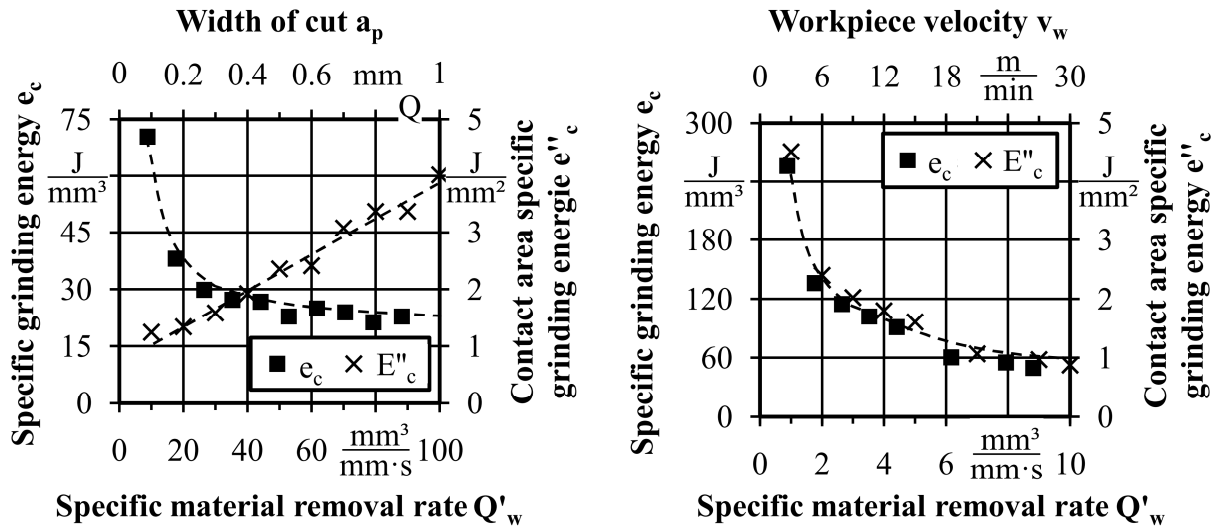 Width of cut aₚ
0 0.2 0.4 0.6 mm 1
Q
Specific grinding energy e_c
75
J/mm³
45
30
15
0
5
J/mm²
3
2
1
0
Contact area specific
grinding energie e''_c
e_c E''_c
0 20 40 60 mm³/mm·s 100
Specific material removal rate Q'_w
Workpiece velocity v_w
0 6 12 18 m/min 30
Specific grinding energy e_c
300
J/mm³
180
120
60
0
e_c E''_c
5
J/mm²
3
2
1
0
Contact area specific
grinding energy e''_c
0 2 4 6 mm³/mm·s 10
Specific material removal rate Q'_w